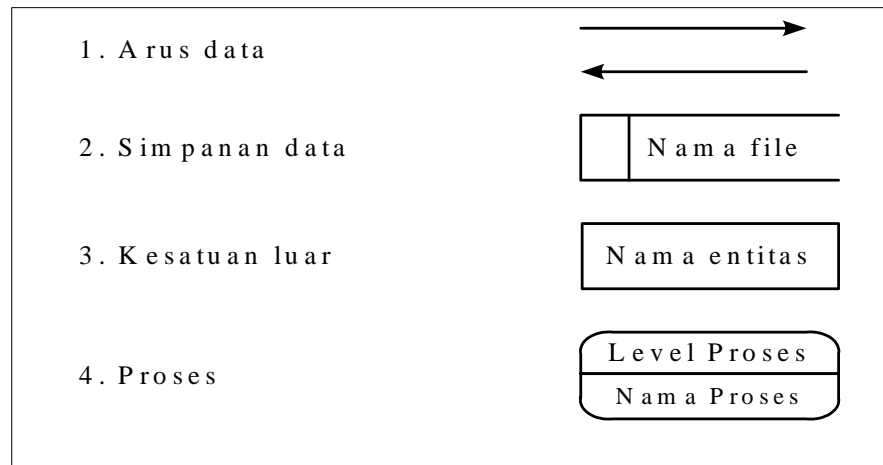 1. Arus data
2. Simpanan data
Nama file
3. Kesatuan luar
Nama entitas
Level Proses
4. Proses
Nama Proses